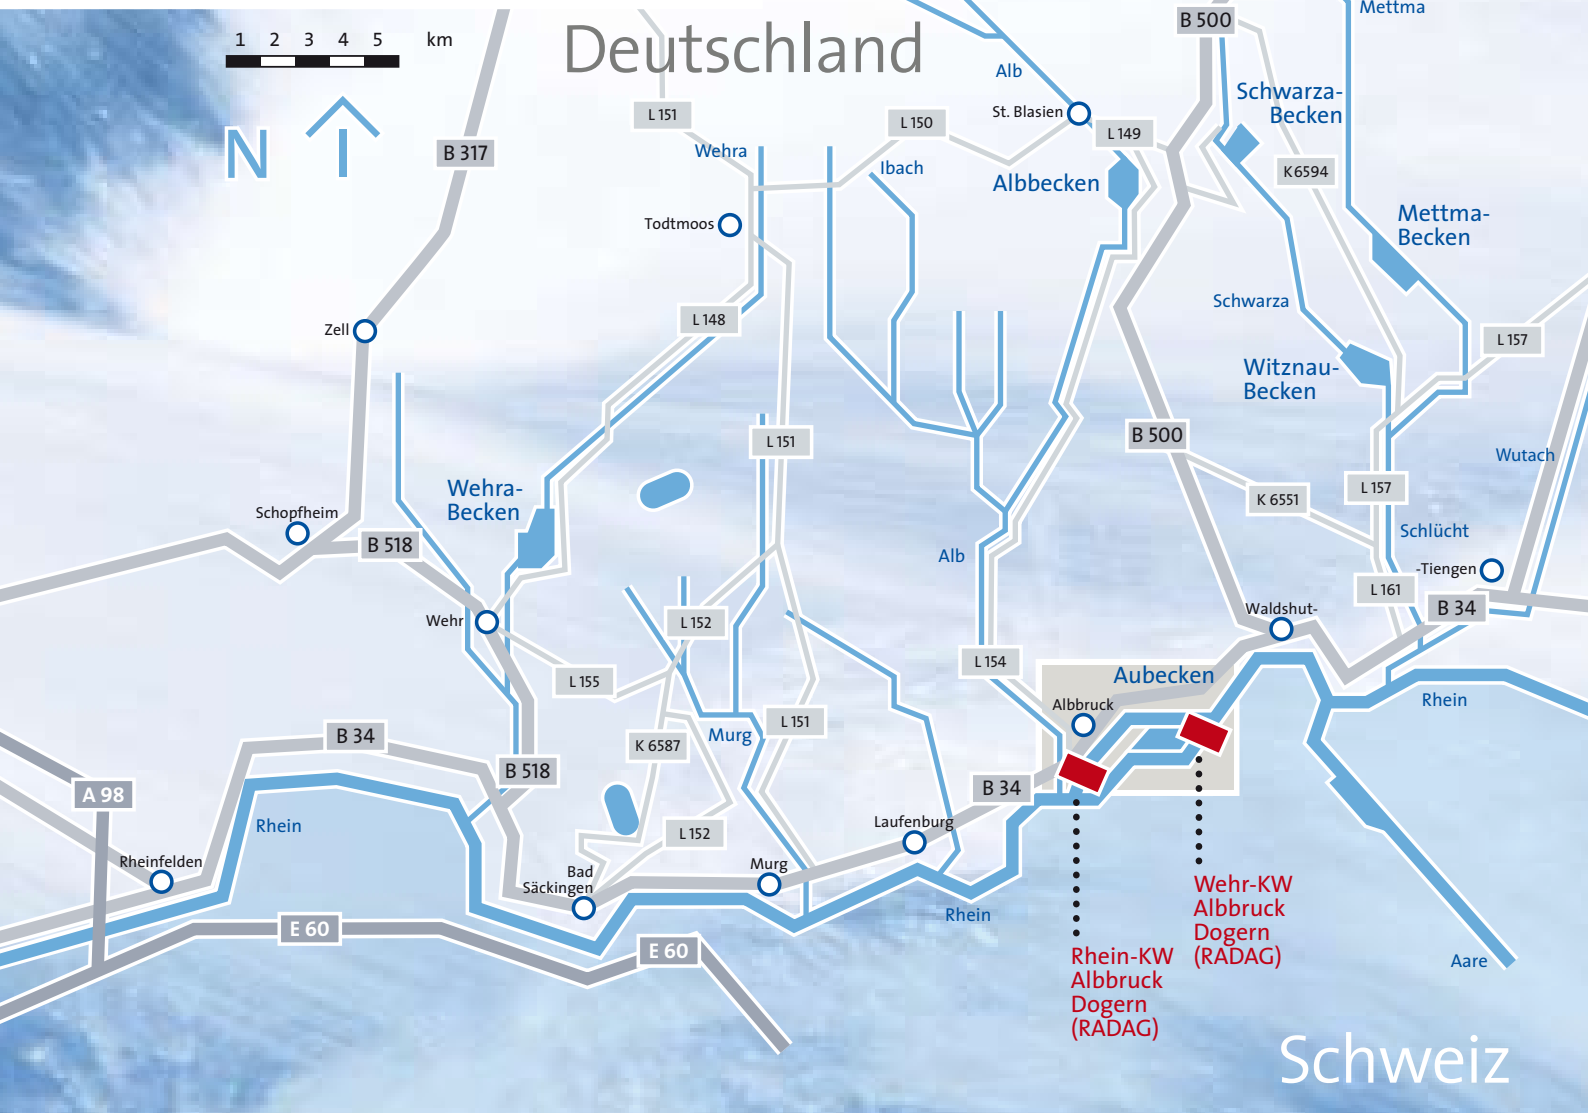 Mettma
B 500
1 2 3 4 5 km
Deutschland
Alb
Schwarza-
Becken
St. Blasien
L 151
L 150
L 149
N
B 317
Wehra
Ibach
Albbecken
K 6594
Mettma-
Becken
Todtmoos
Schwarza
L 148
Zell
L 157
Witznau-
Becken
B 500
L 151
Wutach
Wehra-
Becken
K 6551
L 157
Schopfheim
B 518
Schlücht
Alb
-Tiengen
L 161
B 34
Waldshut-
Wehr
L 152
L 154
Aubecken
L 155
Rhein
Albbruck
L 151
Murg
B 34
K 6587
B 518
B 34
A 98
Rhein
Laufenburg
L 152
Rheinfelden
Murg
Bad
Säckingen
Wehr-KW
Albbruck
Dogern
(RADAG)
Rhein
E 60
E 60
Rhein-KW
Albbruck
Dogern
(RADAG)
Aare
Schweiz